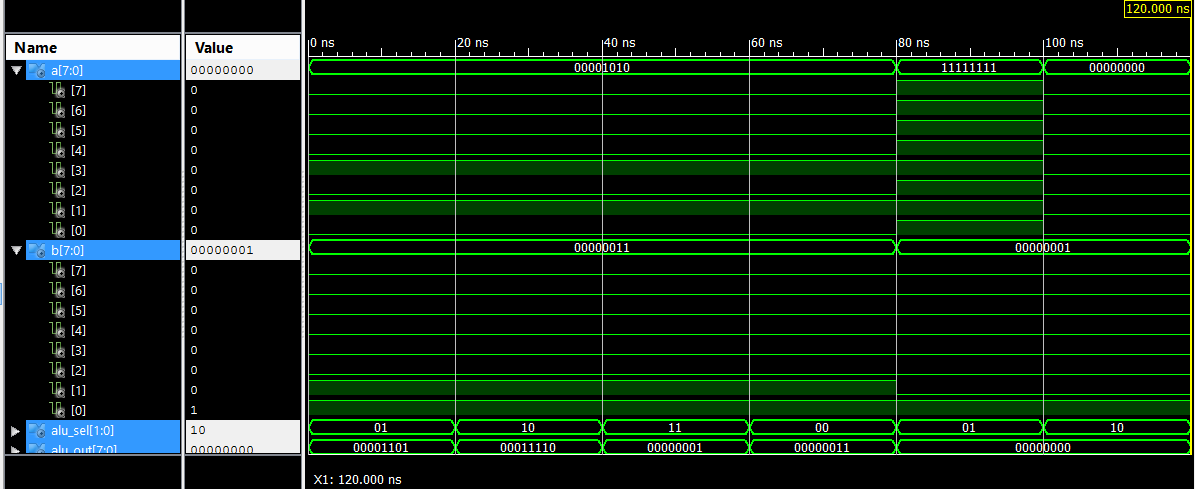 120.000 ns
Name Value
0 ns 20 ns 40 ns 60 ns 80 ns 100 ns
a[7:0] 00000000 00001010 11111111 00000000
[7] 0
[6] 0
[5] 0
[4] 0
[3] 0
[2] 0
[1] 0
[0] 0
b[7:0] 00000001 00000011 00000001
[7] 0
[6] 0
[5] 0
[4] 0
[3] 0
[2] 0
[1] 0
[0] 1
alu_sel[1:0] 10 01 10 11 00 01 10
alu_out[7:0] 00000000 00001101 00011110 00000001 00000011 00000000
X1: 120.000 ns